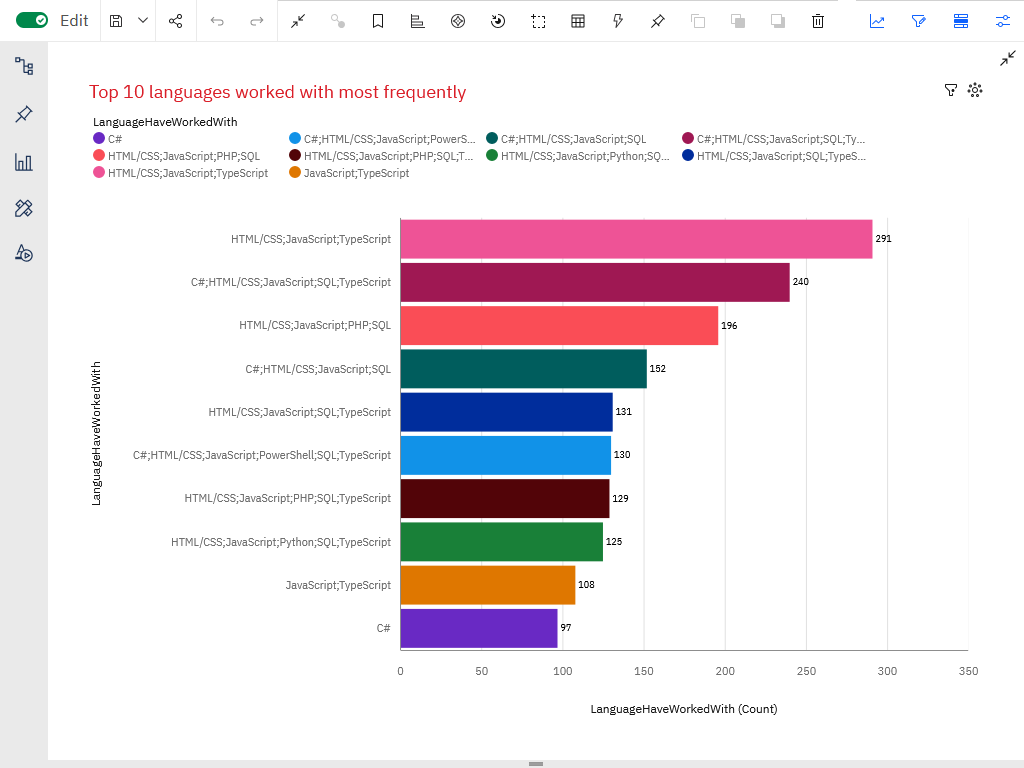 Edit
Top 10 languages worked with most frequently
LanguageHaveWorkedWith
C# C#;HTML/CSS;JavaScript;PowerS... C#;HTML/CSS;JavaScript;SQL C#;HTML/CSS;JavaScript;SQL;Ty...
HTML/CSS;JavaScript;PHP;SQL HTML/CSS;JavaScript;PHP;SQL;T... HTML/CSS;JavaScript;Python;SQ... HTML/CSS;JavaScript;SQL;TypeS...
HTML/CSS;JavaScript;TypeScript JavaScript;TypeScript
HTML/CSS;JavaScript;TypeScript 291
C#;HTML/CSS;JavaScript;SQL;TypeScript 240
HTML/CSS;JavaScript;PHP;SQL 196
C#;HTML/CSS;JavaScript;SQL 152
HTML/CSS;JavaScript;SQL;TypeScript 131
C#;HTML/CSS;JavaScript;PowerShell;SQL;TypeScript 130
HTML/CSS;JavaScript;PHP;SQL;TypeScript 129
HTML/CSS;JavaScript;Python;SQL;TypeScript 125
JavaScript;TypeScript 108
C# 97
LanguageHaveWorkedWith
0 50 100 150 200 250 300 350
LanguageHaveWorkedWith (Count)